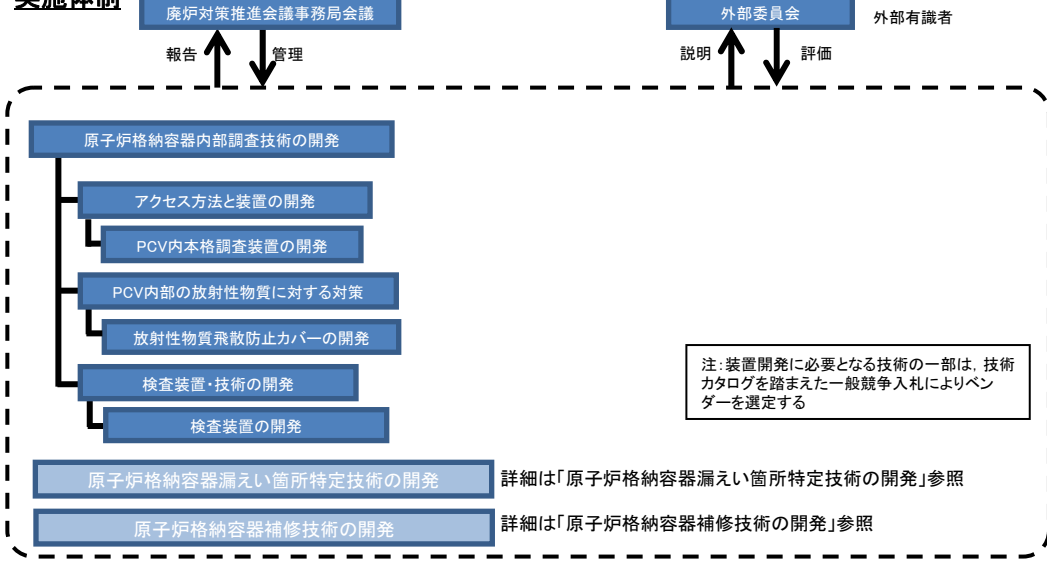 実施体制
廃炉対策推進会議事務局会議
外部委員会
外部有識者
報告
管理
説明
評価
原子炉格納容器内部調査技術の開発
アクセス方法と装置の開発
PCV内本格調査装置の開発
PCV内部の放射性物質に対する対策
放射性物質飛散防止カバーの開発
検査装置・技術の開発
検査装置の開発
注:装置開発に必要となる技術の一部は, 技術
カタログを踏まえた一般競争入札によりベン
ダーを選定する
原子炉格納容器漏えい箇所特定技術の開発
詳細は「原子炉格納容器漏えい箇所特定技術の開発」参照
原子炉格納容器補修技術の開発
詳細は「原子炉格納容器補修技術の開発」参照